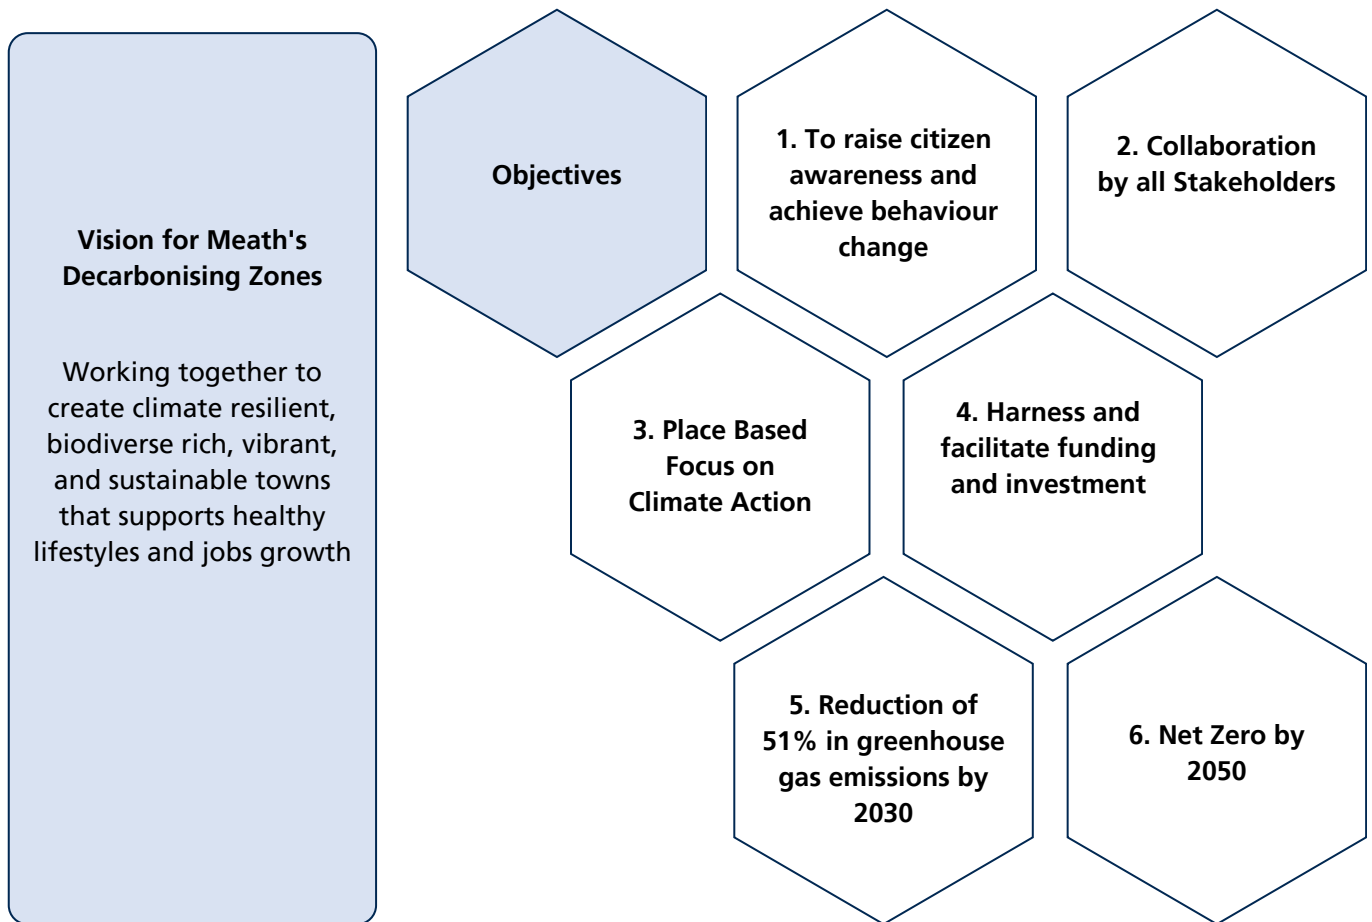 Vision for Meath's
Decarbonising Zones
Working together to
create climate resilient,
biodiverse rich, vibrant,
and sustainable towns
that supports healthy
lifestyles and jobs growth
Objectives
1. To raise citizen
awareness and
achieve behaviour
change
2. Collaboration
by all Stakeholders
3. Place Based
Focus on
Climate Action
4. Harness and
facilitate funding
and investment
5. Reduction of
51% in greenhouse
gas emissions by
2030
6. Net Zero by
2050